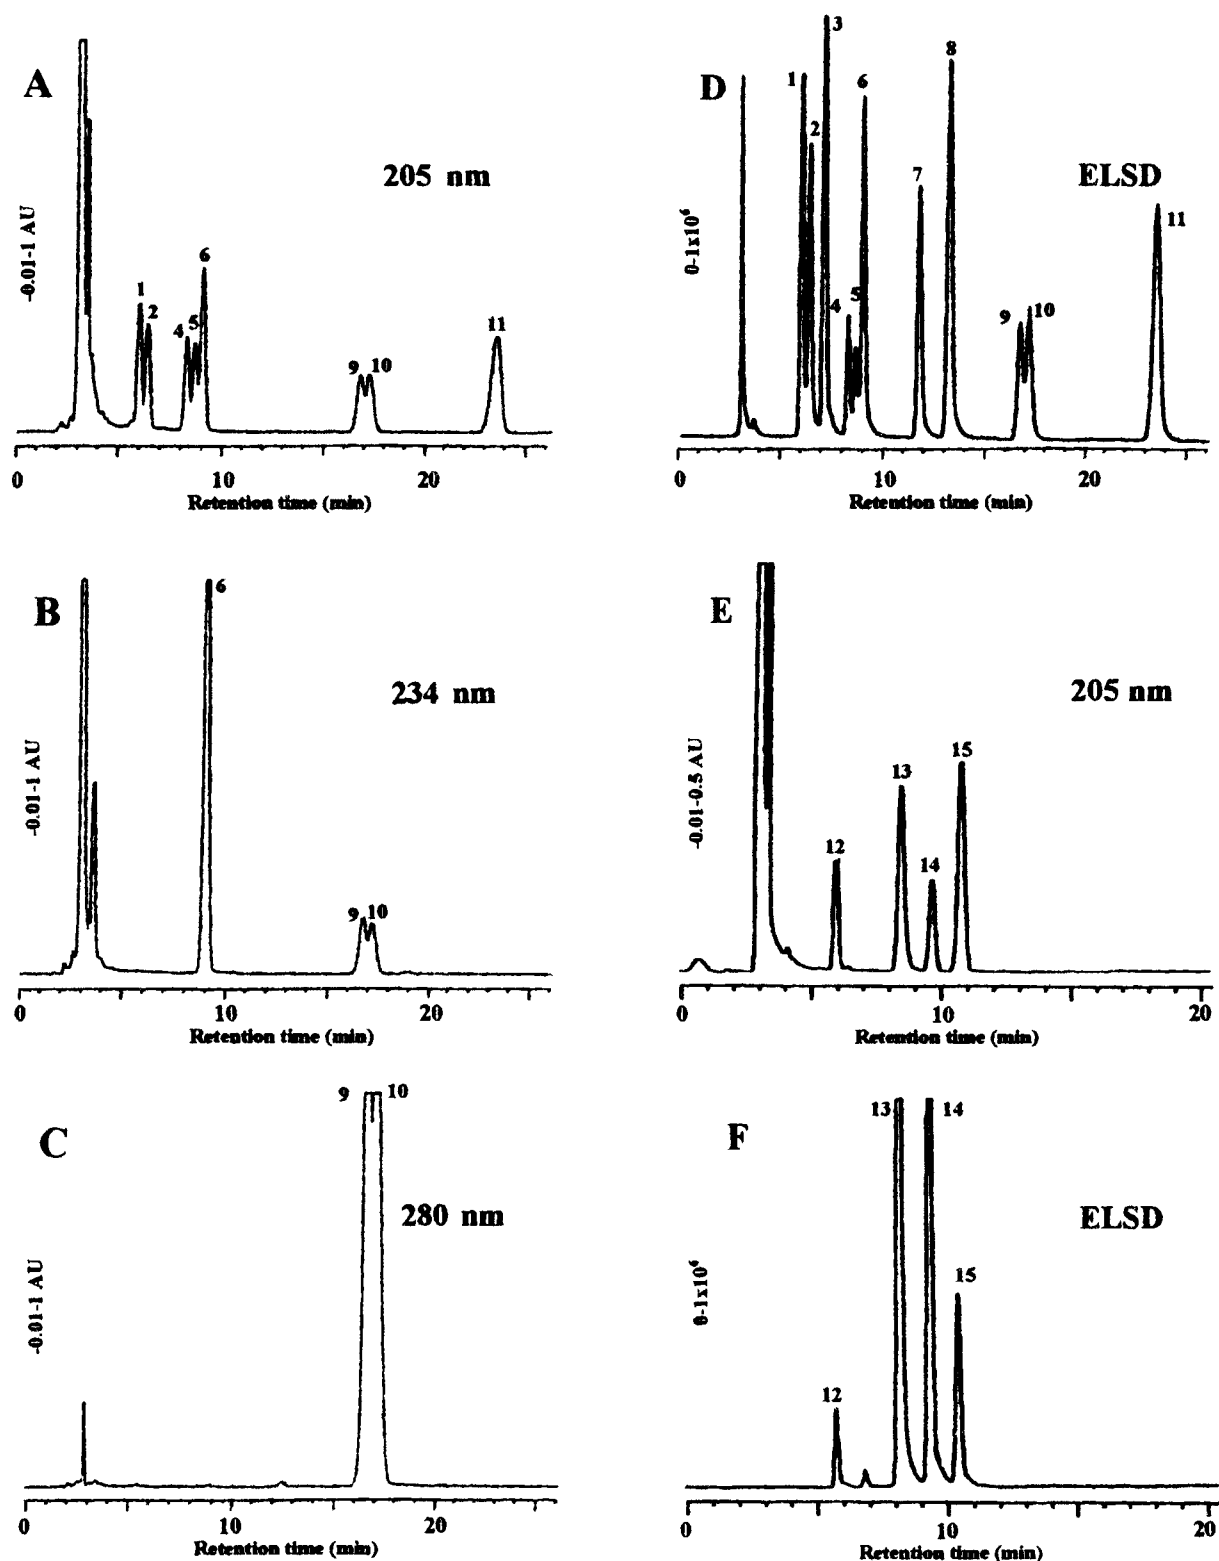 A
205 nm
-0.01-1 AU
1
2
4
5
6
9
10
11
0
10
20
Retention time (min)
B
234 nm
-0.01-1 AU
6
9
10
0
10
20
Retention time (min)
C
280 nm
-0.01-1 AU
9
10
0
10
20
Retention time (min)
D
ELSD
0-1x10⁶
1
2
3
4
5
6
7
8
9
10
11
0
10
20
Retention time (min)
E
205 nm
-0.01-0.5 AU
12
13
14
15
0
10
20
Retention time (min)
F
ELSD
0-1x10⁶
12
13
14
15
0
10
20
Retention time (min)